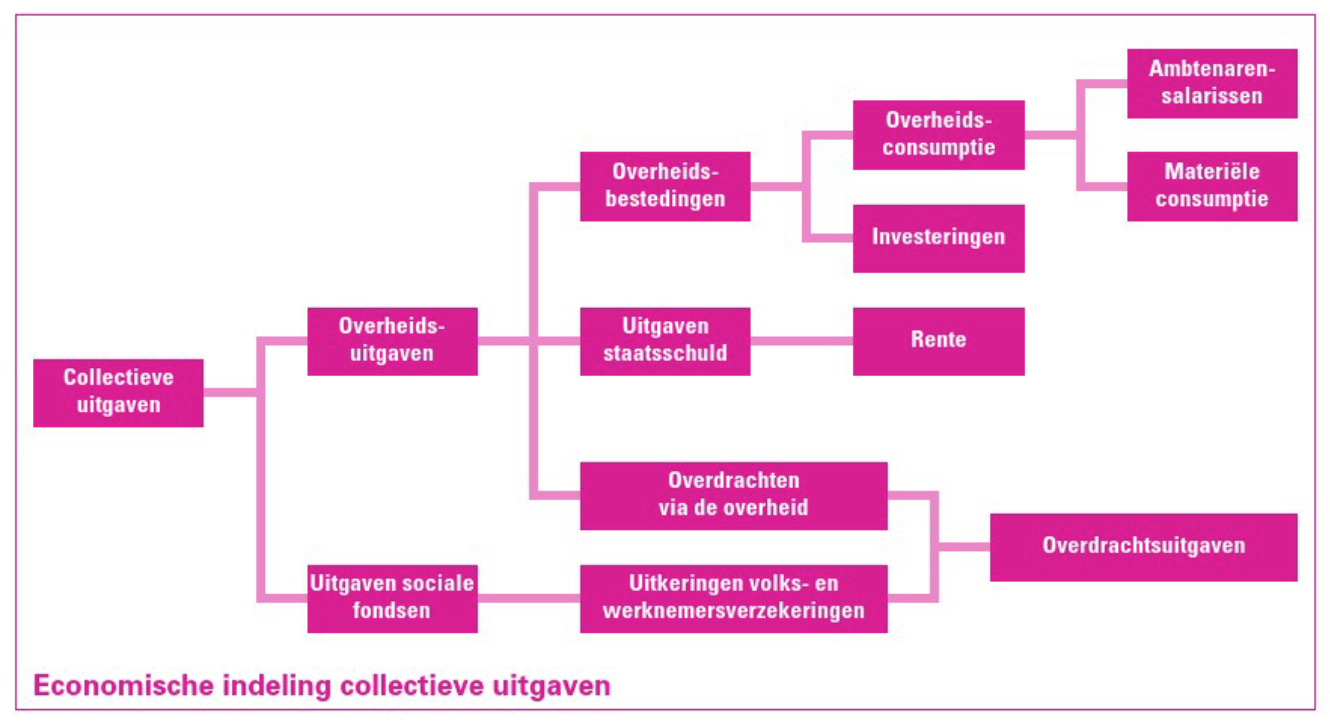 Ambtenaren-
salarissen
Overheids-
consumptie
Materiële
consumptie
Overheids-
bestedingen
Investeringen
Overheids-
uitgaven
Uitgaven
staatsschuld
Rente
Collectieve
uitgaven
Overdrachten
via de overheid
Overdrachtsuitgaven
Uitgaven sociale
fondsen
Uitkeringen volks- en
werknemersverzekeringen
Economische indeling collectieve uitgaven